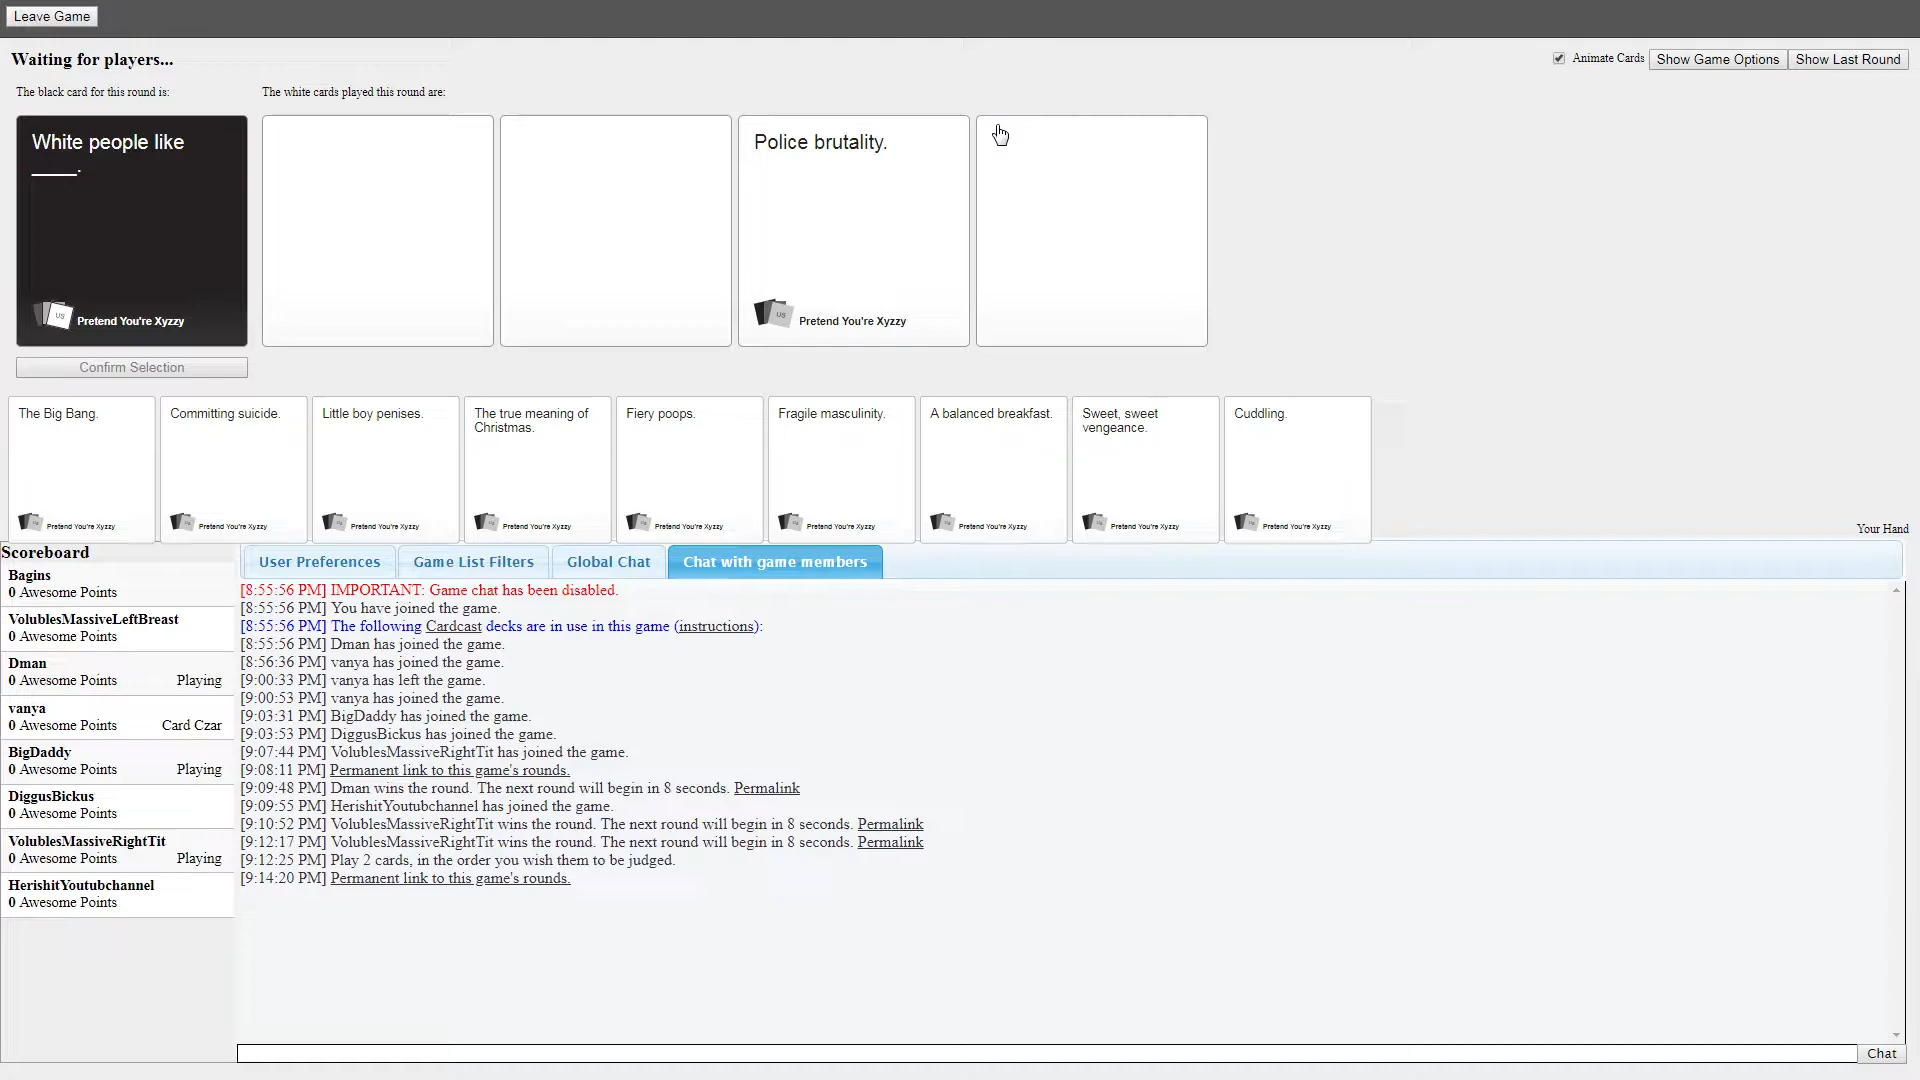 Leave Game
Waiting for players...
Animate Cards
Show Game Options
Show Last Round
The black card for this round is:
The white cards played this round are:
White people like
_____.
US
Pretend You're Xyzzy
Police brutality.
US
Pretend You're Xyzzy
Confirm Selection
The Big Bang.
Committing suicide.
Little boy penises.
The true meaning of
Christmas.
Fiery poops.
Fragile masculinity.
A balanced breakfast.
Sweet, sweet
vengeance.
Cuddling.
US Pretend You're Xyzzy
US Pretend You're Xyzzy
US Pretend You're Xyzzy
US Pretend You're Xyzzy
US Pretend You're Xyzzy
US Pretend You're Xyzzy
US Pretend You're Xyzzy
US Pretend You're Xyzzy
US Pretend You're Xyzzy
Your Hand
Scoreboard
Bagins
0 Awesome Points
VolublesMassiveLeftBreast
0 Awesome Points
Dman
0 Awesome Points Playing
vanya
0 Awesome Points Card Czar
BigDaddy
0 Awesome Points Playing
DiggusBickus
0 Awesome Points
VolublesMassiveRightTit
0 Awesome Points Playing
HerishitYoutubchannel
0 Awesome Points
User Preferences
Game List Filters
Global Chat
Chat with game members
[8:55:56 PM] IMPORTANT: Game chat has been disabled.
[8:55:56 PM] You have joined the game.
[8:55:56 PM] The following Cardcast decks are in use in this game (instructions):
[8:55:56 PM] Dman has joined the game.
[8:56:36 PM] vanya has joined the game.
[9:00:33 PM] vanya has left the game.
[9:00:53 PM] vanya has joined the game.
[9:03:31 PM] BigDaddy has joined the game.
[9:03:53 PM] DiggusBickus has joined the game.
[9:07:44 PM] VolublesMassiveRightTit has joined the game.
[9:08:11 PM] Permanent link to this game's rounds.
[9:09:48 PM] Dman wins the round. The next round will begin in 8 seconds. Permalink
[9:09:55 PM] HerishitYoutubchannel has joined the game.
[9:10:52 PM] VolublesMassiveRightTit wins the round. The next round will begin in 8 seconds. Permalink
[9:12:17 PM] VolublesMassiveRightTit wins the round. The next round will begin in 8 seconds. Permalink
[9:12:25 PM] Play 2 cards, in the order you wish them to be judged.
[9:14:20 PM] Permanent link to this game's rounds.
Chat